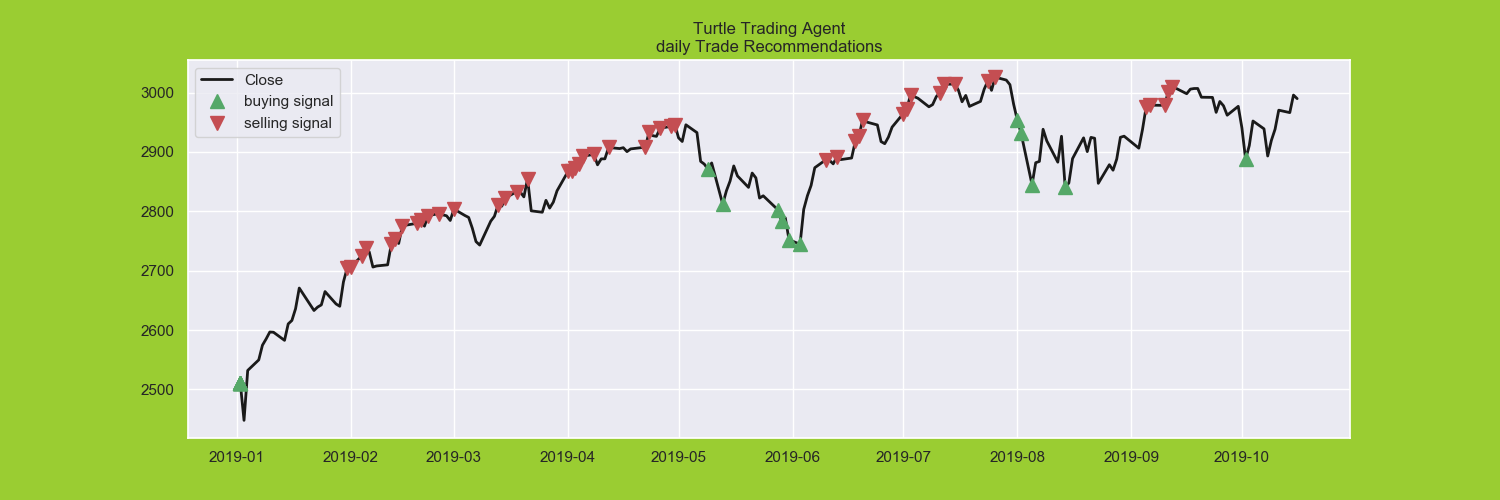 Turtle Trading Agent
daily Trade Recommendations
Close
buying signal
selling signal
3000
2900
2800
2700
2600
2500
2019-01 2019-02 2019-03 2019-04 2019-05 2019-06 2019-07 2019-08 2019-09 2019-10